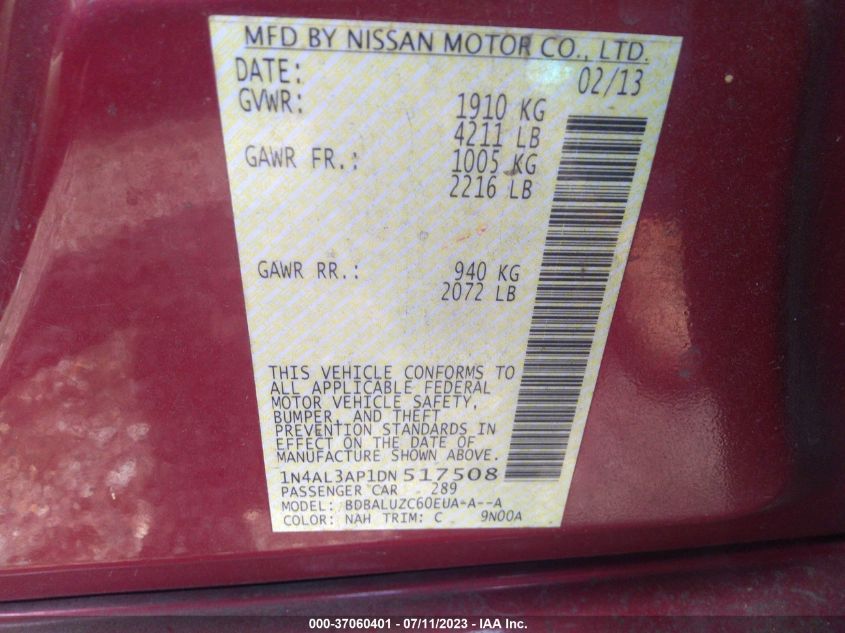 MFD BY NISSAN MOTOR CO., LTD.
DATE: 02/13
GVWR: 1910 KG
4211 LB
GAWR FR.: 1005 KG
2216 LB
GAWR RR.: 940 KG
2072 LB
THIS VEHICLE CONFORMS TO
ALL APPLICABLE FEDERAL
MOTOR VEHICLE SAFETY,
BUMPER, AND THEFT
PREVENTION STANDARDS IN
EFFECT ON THE DATE OF
MANUFACTURE SHOWN ABOVE.
1N4AL3AP1DN517508
PASSENGER CAR 289
MODEL: BDBALUZC60EUA-A--A
COLOR: NAH TRIM: C 9N00A
000-37060401 - 07/11/2023 - IAA Inc.